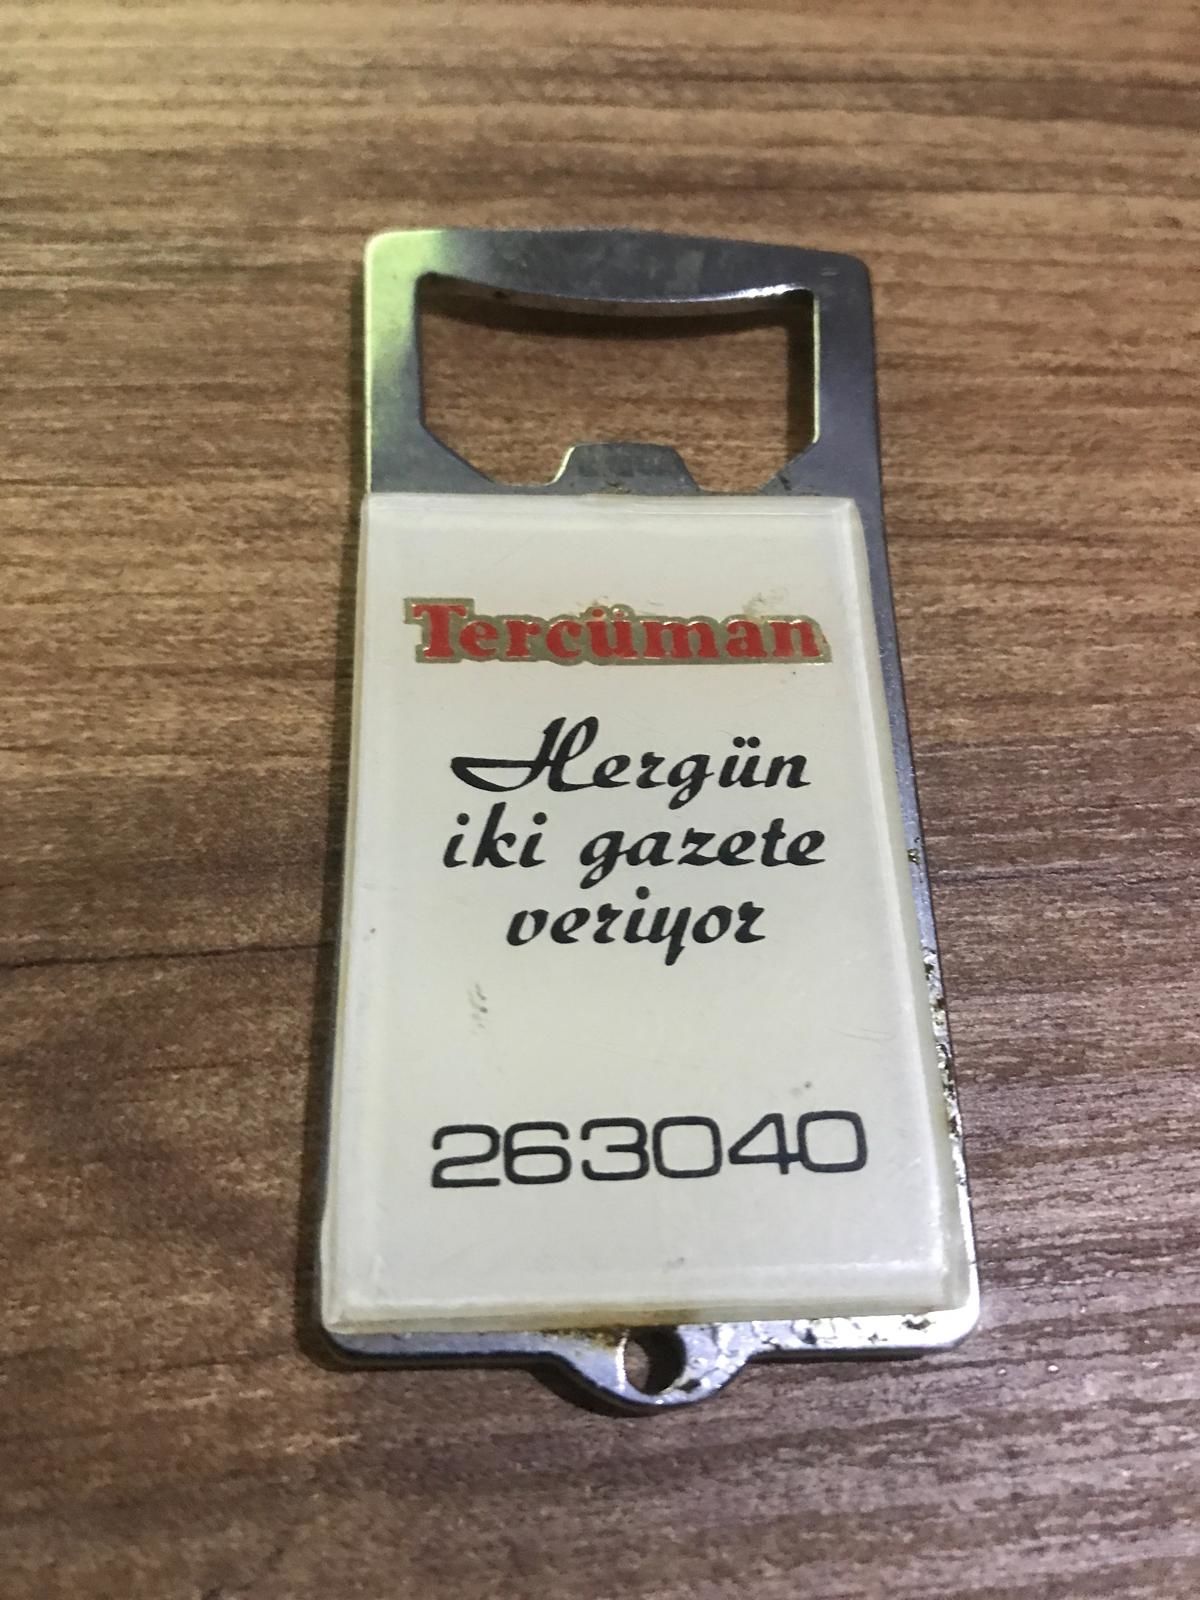 Tercüman
Hergün
iki gazete
veriyor
263040